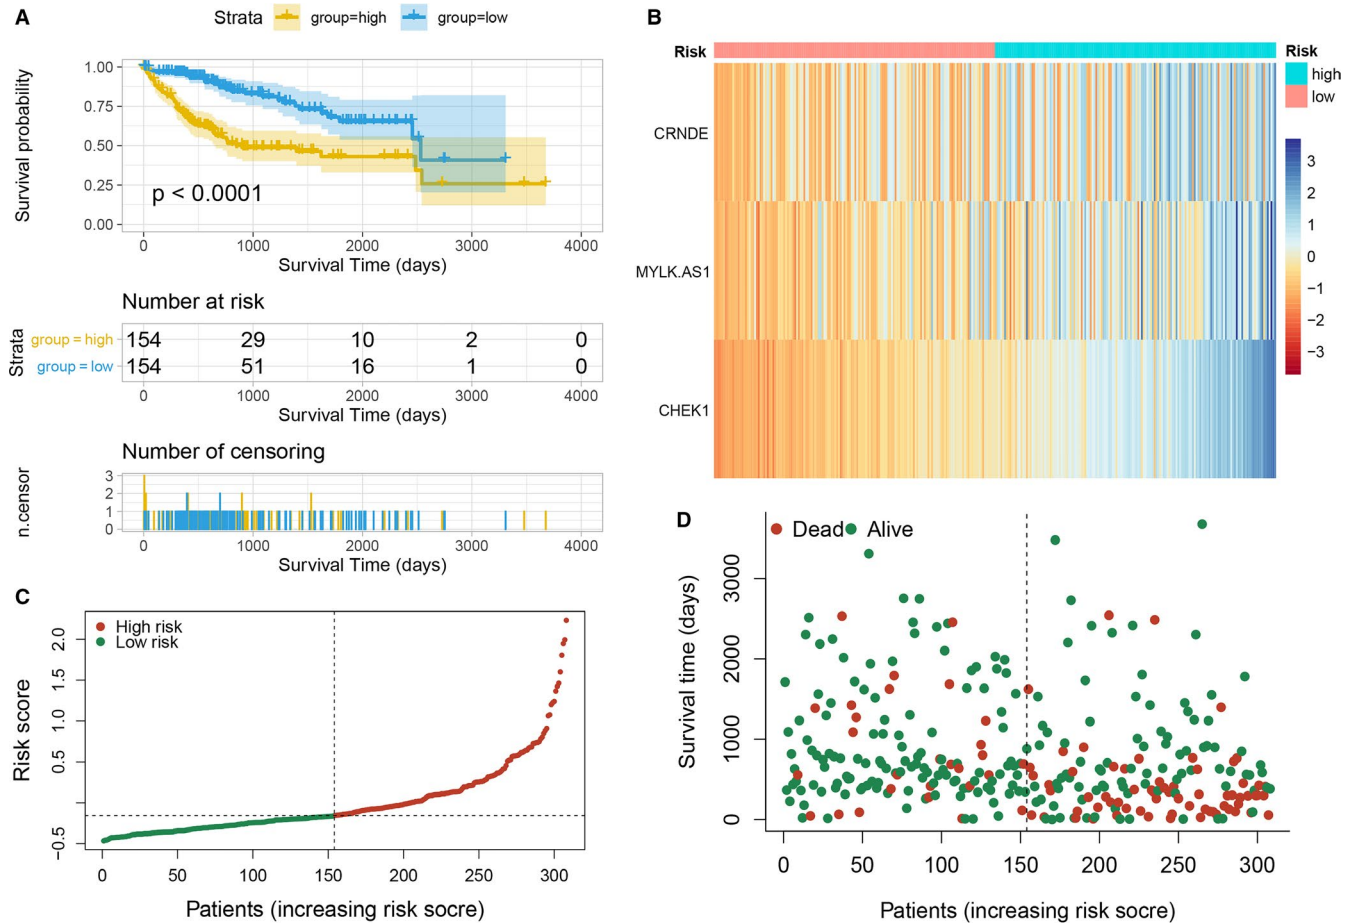 A
Strata group=high group=low
Survival probability
1.00
0.75
0.50
0.25
0.00
p < 0.0001
0 1000 2000 3000 4000
Survival Time (days)
Number at risk
Strata
group = high 154 29 10 2 0
group = low 154 51 16 1 0
0 1000 2000 3000 4000
Survival Time (days)
Number of censoring
n.censor
3
2
1
0
0 1000 2000 3000 4000
Survival Time (days)
B
Risk
CRNDE
MYLK.AS1
CHEK1
Risk
high
low
3
2
1
0
−1
−2
−3
C
High risk
Low risk
Risk score
2.0
1.5
1.0
0.5
−0.5
0 50 100 150 200 250 300
Patients (increasing risk socre)
D
Dead Alive
Survival time (days)
3000
2000
1000
0
0 50 100 150 200 250 300
Patients (increasing risk socre)